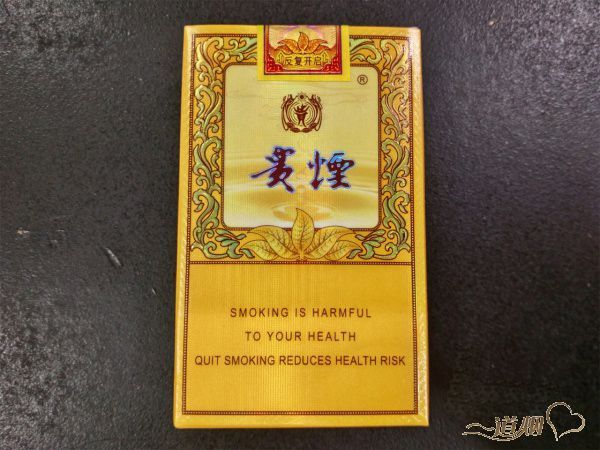 反复开启
®
贵煙
SMOKING IS HARMFUL
TO YOUR HEALTH
QUIT SMOKING REDUCES HEALTH RISK
一道烟